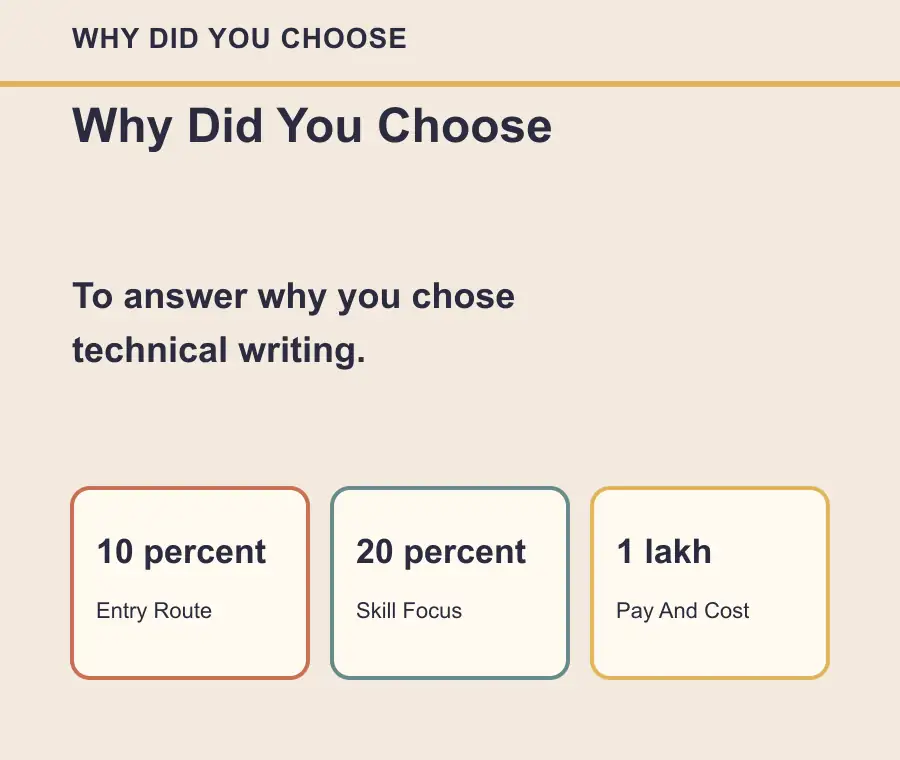 WHY DID YOU CHOOSE
Why Did You Choose
To answer why you chose
technical writing.
10 percent
Entry Route
20 percent
Skill Focus
1 lakh
Pay And Cost